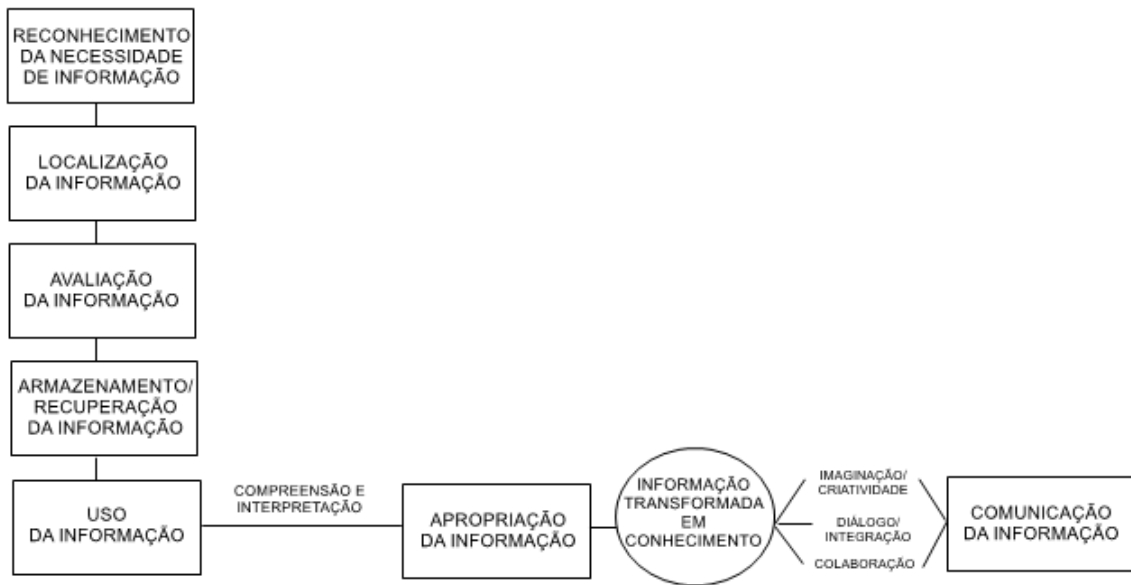 RECONHECIMENTO
DA NECESSIDADE
DE INFORMAÇÃO
LOCALIZAÇÃO
DA INFORMAÇÃO
AVALIAÇÃO
DA INFORMAÇÃO
ARMAZENAMENTO/
RECUPERAÇÃO
DA INFORMAÇÃO
USO
DA INFORMAÇÃO
COMPREENSÃO E
INTERPRETAÇÃO
APROPRIAÇÃO
DA INFORMAÇÃO
INFORMAÇÃO
TRANSFORMADA
EM
CONHECIMENTO
IMAGINAÇÃO/
CRIATIVIDADE
DIÁLOGO/
INTEGRAÇÃO
COLABORAÇÃO
COMUNICAÇÃO
DA INFORMAÇÃO